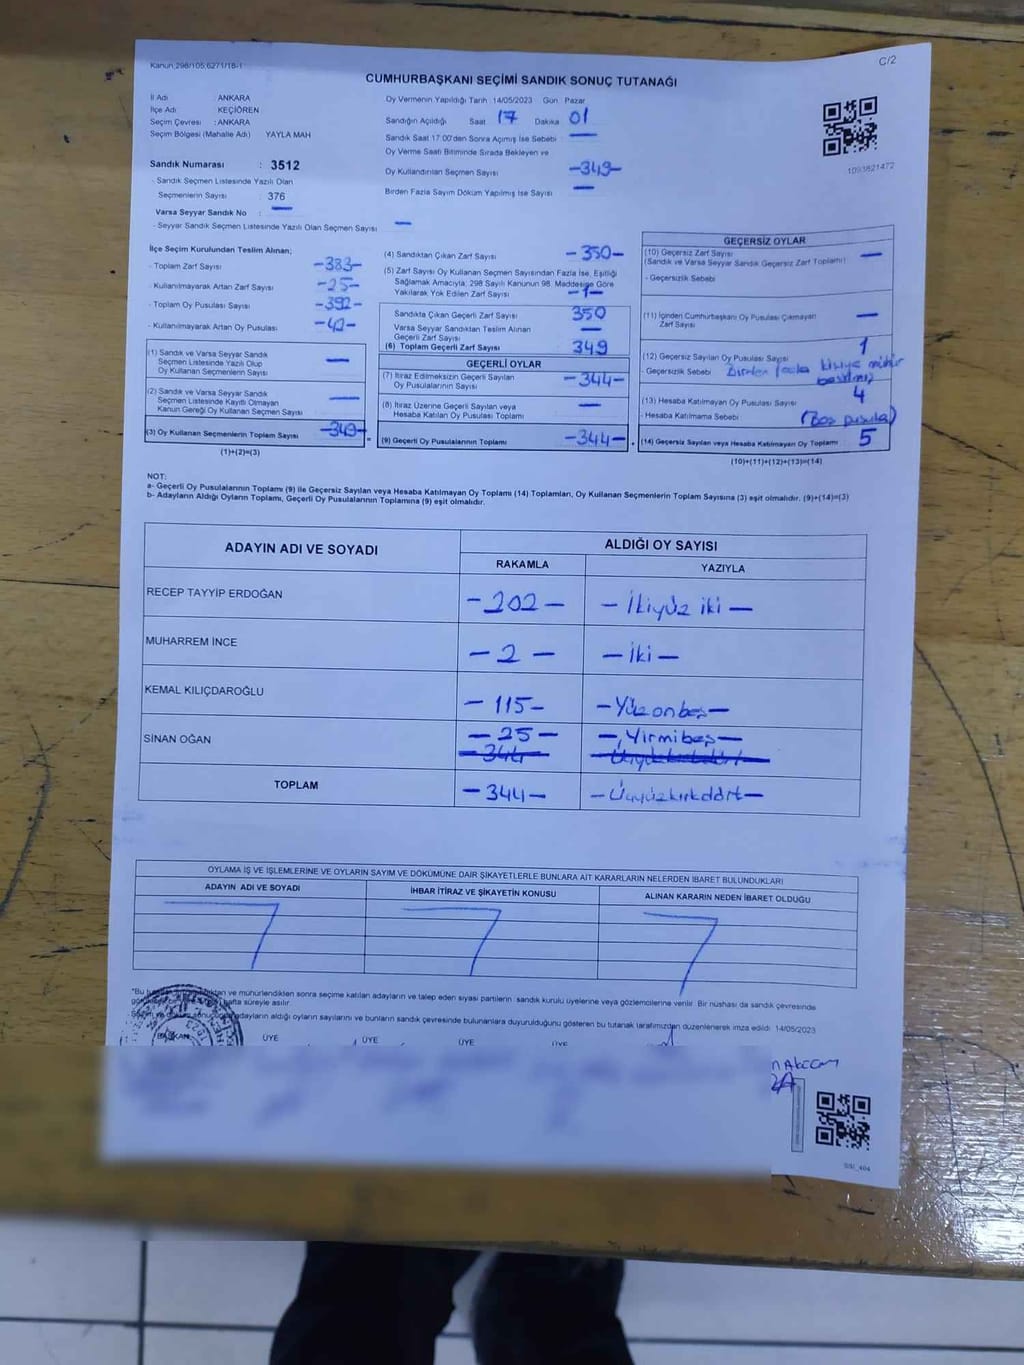 Kanun:298/105,6271/18-1
C/2
CUMHURBAŞKANI SEÇİMİ SANDIK SONUÇ TUTANAĞI
İl Adı : ANKARA
İlçe Adı : KEÇİÖREN
Seçim Çevresi : ANKARA
Seçim Bölgesi (Mahalle Adı) YAYLA MAH
Sandık Numarası : 3512
- Sandık Seçmen Listesinde Yazılı Olan
Seçmenlerin Sayısı : 376
Varsa Seyyar Sandık No : —
- Seyyar Sandık Seçmen Listesinde Yazılı Olan Seçmen Sayısı —
Oy Vermenin Yapıldığı Tarih 14/05/2023 Gün Pazar
Sandığın Açıldığı Saat 17 Dakika 01
Sandık Saat 17:00'den Sonra Açımış İse Sebebi —
Oy Verme Saati Bitiminde Sırada Bekleyen ve
Oy Kullandırılan Seçmen Sayısı -349-
Birden Fazla Sayım Döküm Yapılmış İse Sayısı —
1093821472
İlçe Seçim Kurulundan Teslim Alınan;
- Toplam Zarf Sayısı -383-
- Kullanılmayarak Artan Zarf Sayısı -25-
- Toplam Oy Pusulası Sayısı -392-
- Kullanılmayarak Artan Oy Pusulası
(1) Sandık ve Varsa Seyyar Sandık
Seçmen Listesinde Yazılı Olup
Oy Kullanan Seçmenlerin Sayısı —
(2) Sandık ve Varsa Seyyar Sandık
Seçmen Listesinde Kayıtlı Olmayan
Kanun Gereği Oy Kullanan Seçmen Sayısı —
(3) Oy Kullanan Seçmenlerin Toplam Sayısı -349-
(1)+(2)=(3)
(4) Sandıktan Çıkan Zarf Sayısı -350-
(5) Zarf Sayısı Oy Kullanan Seçmen Sayısından Fazla İse, Eşitliği
Sağlamak Amacıyla, 298 Sayılı Kanunun 98. Maddesine Göre
Yakılarak Yok Edilen Zarf Sayısı -1-
Sandıkta Çıkan Geçerli Zarf Sayısı 350
Varsa Seyyar Sandıktan Teslim Alınan
Geçerli Zarf Sayısı —
(6) Toplam Geçerli Zarf Sayısı 349
GEÇERLİ OYLAR
(7) İtiraz Edilmeksizin Geçerli Sayılan
Oy Pusulalarının Sayısı -344-
(8) İtiraz Üzerine Geçerli Sayılan veya
Hesaba Katılan Oy Pusulası Toplamı —
(9) Geçerli Oy Pusulalarının Toplamı -344-
GEÇERSİZ OYLAR
(10) Geçersiz Zarf Sayısı
(Sandık ve Varsa Seyyar Sandık Geçersiz Zarf Toplamı) —
- Geçersizlik Sebebi
(11) İçinden Cumhurbaşkanı Oy Pusulası Çıkmayan
Zarf Sayısı —
(12) Geçersiz Sayılan Oy Pusulası Sayısı 1
- Geçersizlik Sebebi Birden fazla kişiye mühür
basılmış
(13) Hesaba Katılmayan Oy Pusulası Sayısı 4
- Hesaba Katılmama Sebebi (Boş pusula)
(14) Geçersiz Sayılan veya Hesaba Katılmayan Oy Toplamı 5
(10)+(11)+(12)+(13)=(14)
NOT:
a- Geçerli Oy Pusulalarının Toplamı (9) ile Geçersiz Sayılan veya Hesaba Katılmayan Oy Toplamı (14) Toplamları, Oy Kullanan Seçmenlerin Toplam Sayısına (3) eşit olmalıdır. (9)+(14)=(3)
b- Adayların Aldığı Oyların Toplamı, Geçerli Oy Pusulalarının Toplamına (9) eşit olmalıdır.
ADAYIN ADI VE SOYADI ALDIĞI OY SAYISI
RAKAMLA YAZIYLA
RECEP TAYYİP ERDOĞAN -202- -İkiyüz iki-
MUHARREM İNCE -2- -İki-
KEMAL KILIÇDAROĞLU -115- -Yüzonbeş-
SİNAN OĞAN -25- -Yirmibeş-
-344-
TOPLAM -344- -Üçyüzkırkdört-
OYLAMA İŞ VE İŞLEMLERİNE VE OYLARIN SAYIM VE DÖKÜMÜNE DAİR ŞİKAYETLERLE BUNLARA AİT KARARLARIN NELERDEN İBARET BULUNDUKLARI
ADAYIN ADI VE SOYADI İHBAR İTİRAZ VE ŞİKAYETİN KONUSU ALINAN KARARIN NEDEN İBARET OLDUĞU
ve mühürlendikten sonra seçime katılan adayların ve talep eden siyasi partilerin sandık kurulu üyelerine veya gözlemcilerine verilir. Bir nüshası da sandık çevresinde
hafta süreyle asılır.
adayların aldığı oyların sayılarını ve bunların sandık çevresinde bulunanlara duyurulduğunu gösteren bu tutanak tarafımızdan düzenlenerek imza edildi. 14/05/2023
BAŞKAN ÜYE ÜYE ÜYE ÜYE